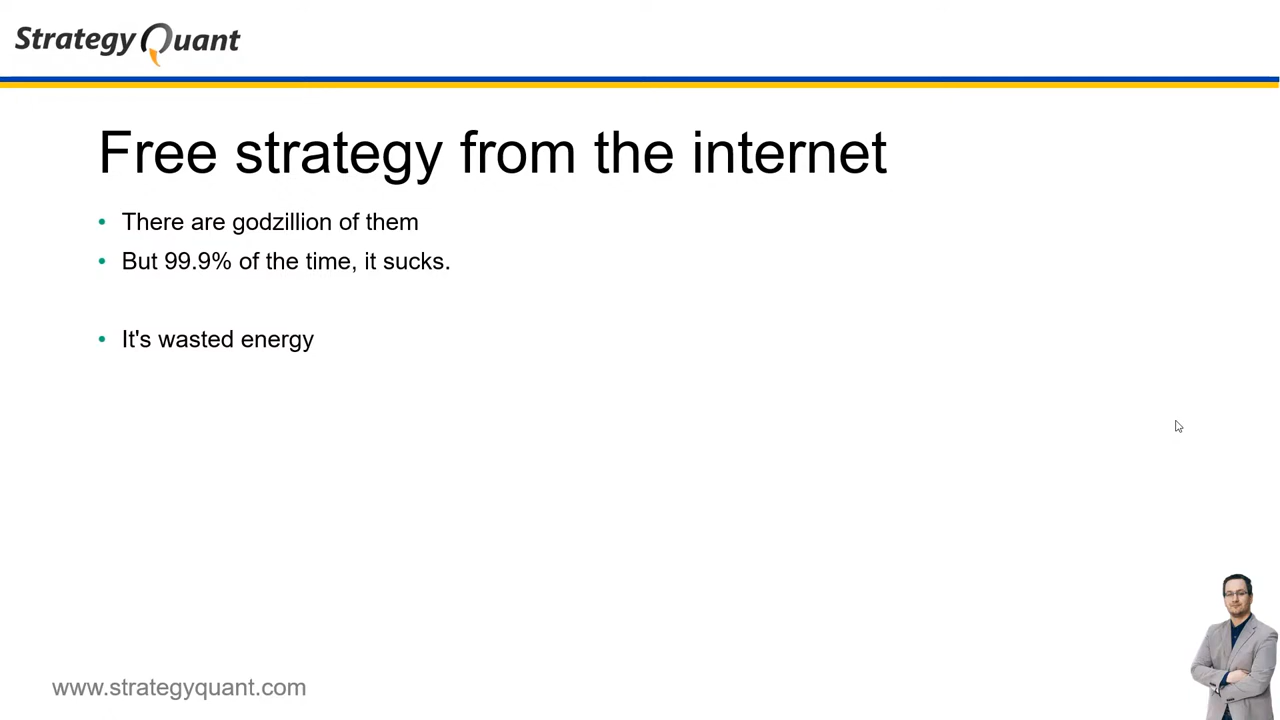 Strategy Quant
Free strategy from the internet
• There are godzillion of them
• But 99.9% of the time, it sucks.
• It's wasted energy
www.strategyquant.com